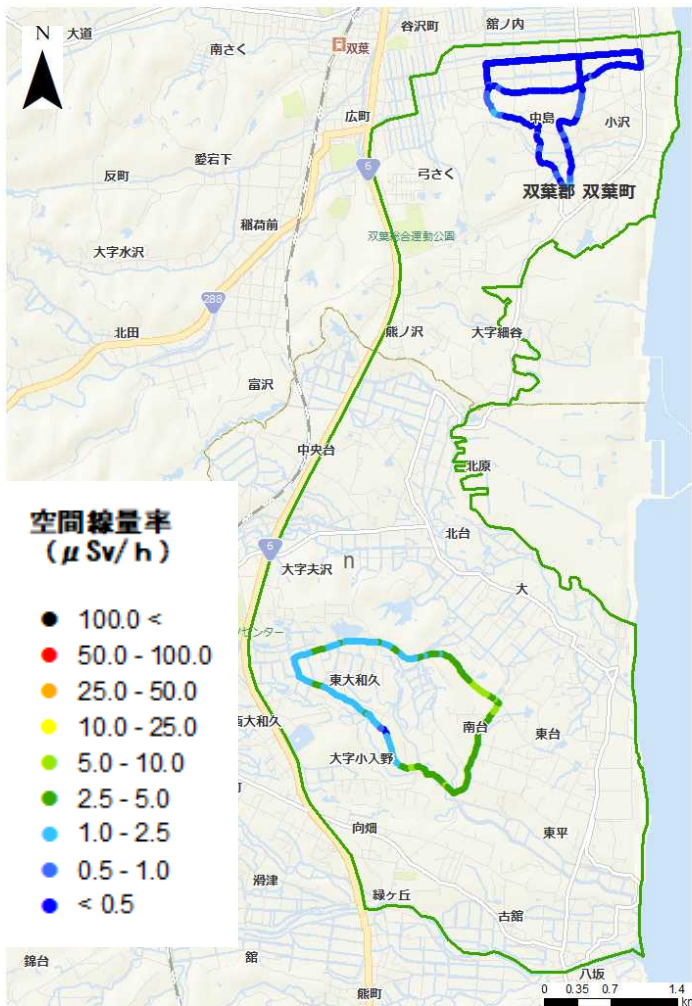 N
大道
谷沢町
舘ノ内
南さく
双葉
広町
中島
小沢
愛宕下
反町
6
弓さく
双葉郡 双葉町
稲荷前
双葉総合運動公園
大字水沢
288
北田
熊ノ沢
大字細谷
富沢
中央台
北原
空間線量率
(μSv/h)
6
北台
大字夫沢
n
大
100.0 <
50.0 - 100.0
25.0 - 50.0
10.0 - 25.0
5.0 - 10.0
2.5 - 5.0
1.0 - 2.5
0.5 - 1.0
< 0.5
センター
東大和久
西大和久
南台
東台
大字小入野
町
向畑
東平
滑津
緑ヶ丘
古館
錦台
舘
熊町
八坂
0 0.35 0.7 1.4
km